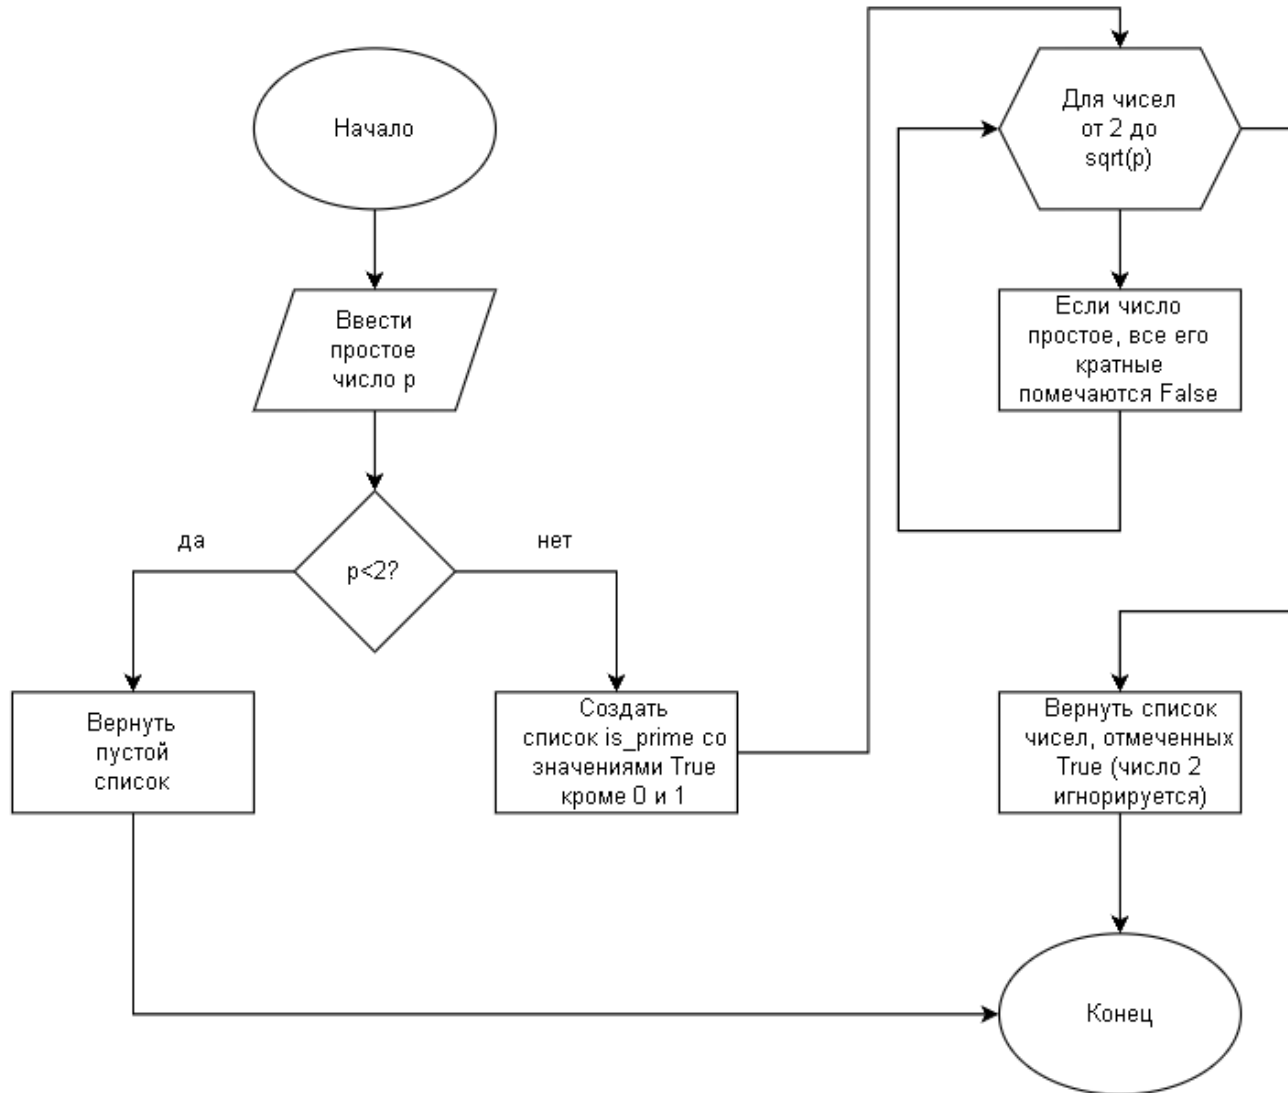 Начало
Ввести
простое
число p
p<2?
да
нет
Вернуть
пустой
список
Создать
список is_prime со
значениями True
кроме 0 и 1
Для чисел
от 2 до
sqrt(p)
Если число
простое, все его
кратные
помечаются False
Вернуть список
чисел, отмеченных
True (число 2
игнорируется)
Конец